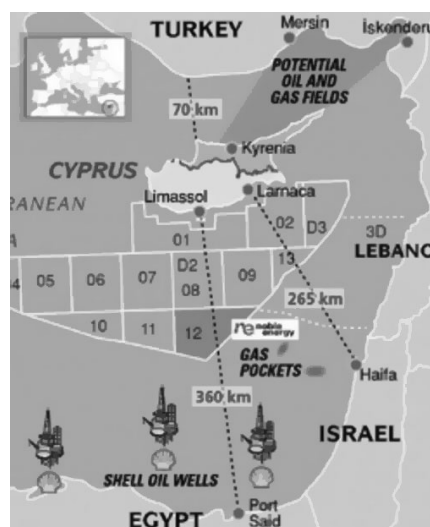 TURKEY
Mersin
İskenderu
POTENTIAL
OIL AND
GAS FIELDS
70 km
Kyrenia
CYPRUS
Limassol
Larnaca
RANEAN
A
01
02
D3
3D
LEBANO
13
4
05
06
07
D2
08
09
265 km
10
11
12
noble
energy
GAS
POCKETS
Haifa
360 km
ISRAEL
SHELL OIL WELLS
Port
Said
EGYPT